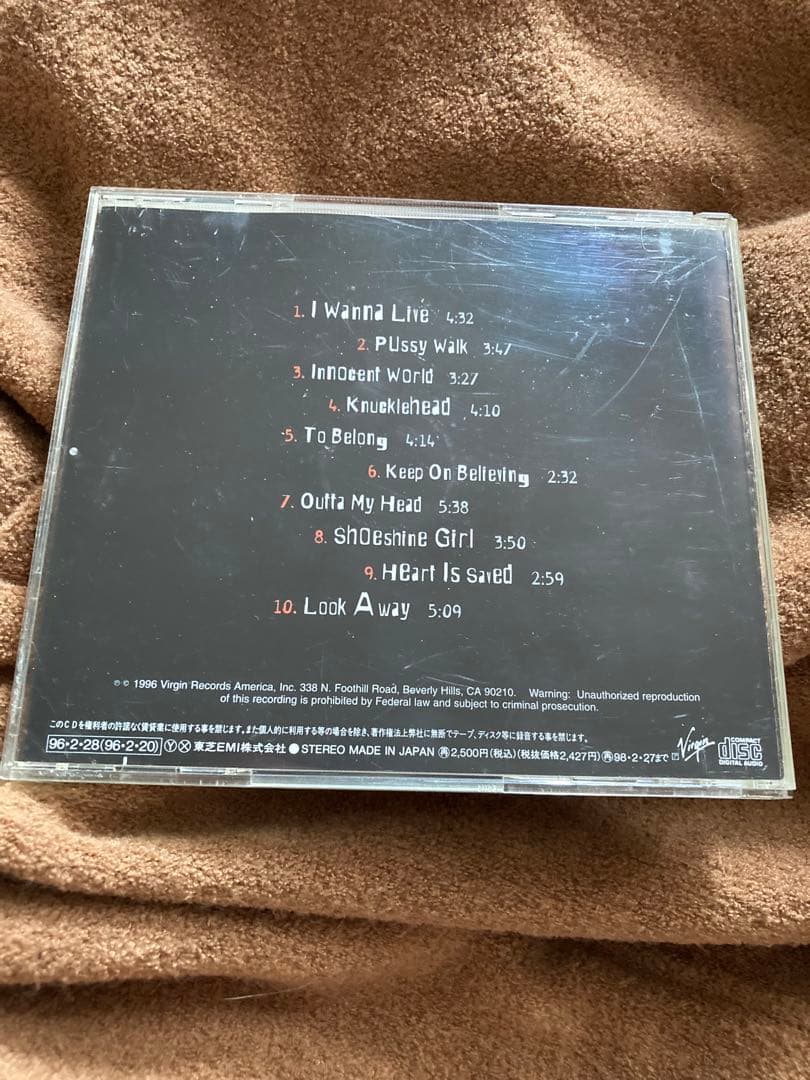 1. I Wanna Live 4:32
2. Pussy Walk 3:47
3. Innocent World 3:27
4. Knucklehead 4:10
5. To Belong 4:14
6. Keep On Believing 2:32
7. Outta My Head 5:38
8. Shoeshine Girl 3:50
9. Heart Is Saved 2:59
10. Look Away 5:09
℗ © 1996 Virgin Records America, Inc. 338 N. Foothill Road, Beverly Hills, CA 90210. Warning: Unauthorized reproduction
of this recording is prohibited by Federal law and subject to criminal prosecution.
このCDを権利者の許諾なく賃貸業に使用する事を禁じます。また個人的に利用する等の場合を除き、著作権法上弊社に無断でテープ、ディスク等に録音する事を禁じます。
96・2・28(96・2・20) Ⓨ Ⓧ 東芝EMI株式会社 ● STEREO MADE IN JAPAN ㊢2,500円(税込)(税抜価格2,427円) ㊢98・2・27まで
Virgin
COMPACT
disc
DIGITAL AUDIO